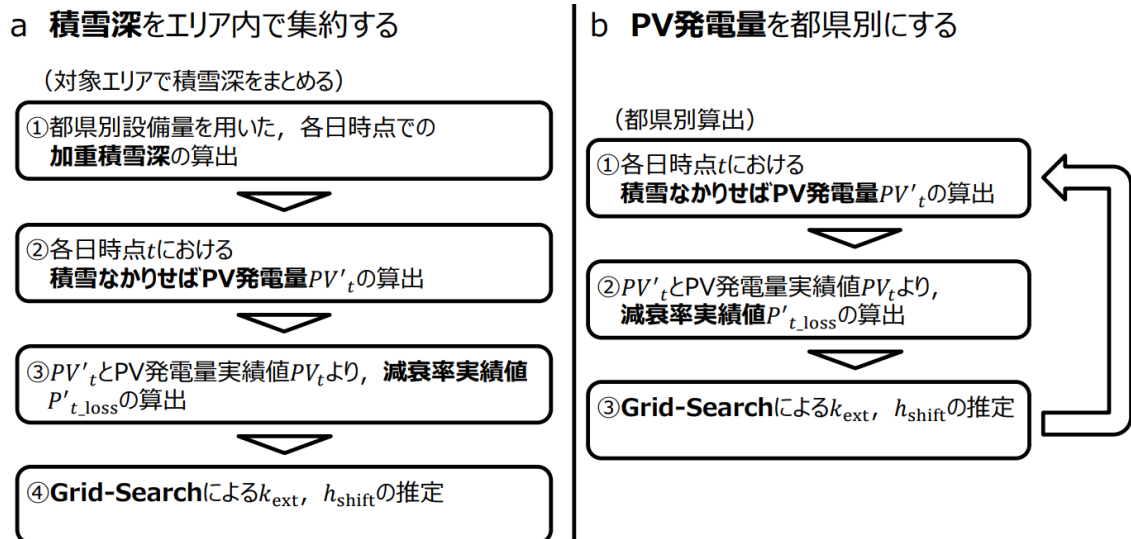 a 積雪深をエリア内で集約する
（対象エリアで積雪深をまとめる）
①都県別設備量を用いた，各日時点での
加重積雪深の算出
②各日時点tにおける
積雪なかりせばPV発電量PV'tの算出
③PV'tとPV発電量実績値PVtより，減衰率実績値
P't_lossの算出
④Grid-Searchによるkext，hshiftの推定
b PV発電量を都県別にする
（都県別算出）
①各日時点tにおける
積雪なかりせばPV発電量PV'tの算出
②PV'tとPV発電量実績値PVtより，
減衰率実績値P't_lossの算出
③Grid-Searchによるkext，hshiftの推定